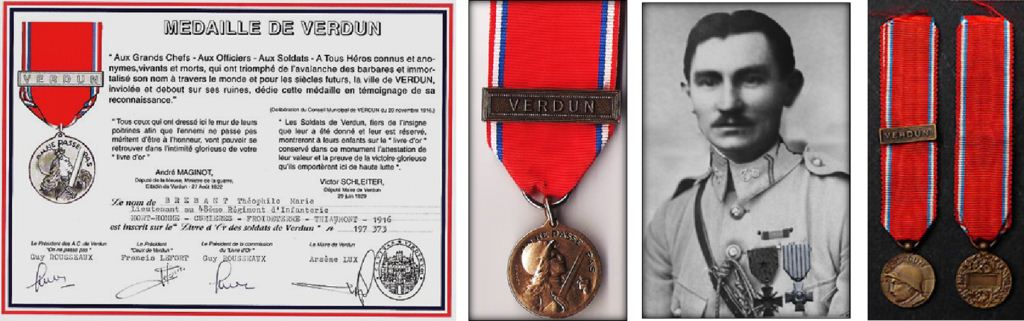 MEDAILLE DE VERDUN
VERDUN
" Aux Grands Chefs - Aux Officiers - Aux Soldats - A Tous Héros connus et ano-
nymes,vivants et morts, qui ont triomphé de l'avalanche des barbares et immor-
talisé son nom à travers le monde et pour les siècles futurs, la ville de VERDUN,
inviolée et debout sur ses ruines, dédie cette médaille en témoignage de sa
reconnaissance."
(Délibération du Conseil Municipal de VERDUN du 20 novembre 1916.)
" Tous ceux qui ont dressé ici le mur de leurs
poitrines afin que l'ennemi ne passe pas
méritent d'être à l'honneur, vont pouvoir se
retrouver dans l'intimité glorieuse de votre
" livre d'or "
André MAGINOT,
Député de la Meuse, Ministre de la guerre,
Citadelle de Verdun - 27 Août 1922
" Les Soldats de Verdun, fiers de l'insigne
que leur a été donné et leur est réservé,
montreront à leurs enfants sur le " livre d'or
conservé dans ce monument l'attestation de
leur valeur et la preuve de la victoire glorieuse
qu'ils emportèrent ici de haute lutte ".
Victor SCHLEITER,
Député Maire de Verdun
29 juin 1929
Le nom de BREBANT Théophile Marie
Lieutenant au 48ème Régiment d'Infanterie
MORT-HOMME - CUMIERES - FROIDETERRE - THIAUMONT - 1916
est inscrit sur le "Livre d'Or des soldats de Verdun " n° 197 373
Le Président des A.C de Verdun
"On ne passe pas "
Guy ROUSSEAUX
Le Président
"Ceux de Verdun "
Francis LEFORT
Le Président de la commission
du "Livre d'Or"
Guy ROUSSEAUX
Le Maire de Verdun
Arsène LUX
VERDUN
ON NE PASSE PAS
VERDUN